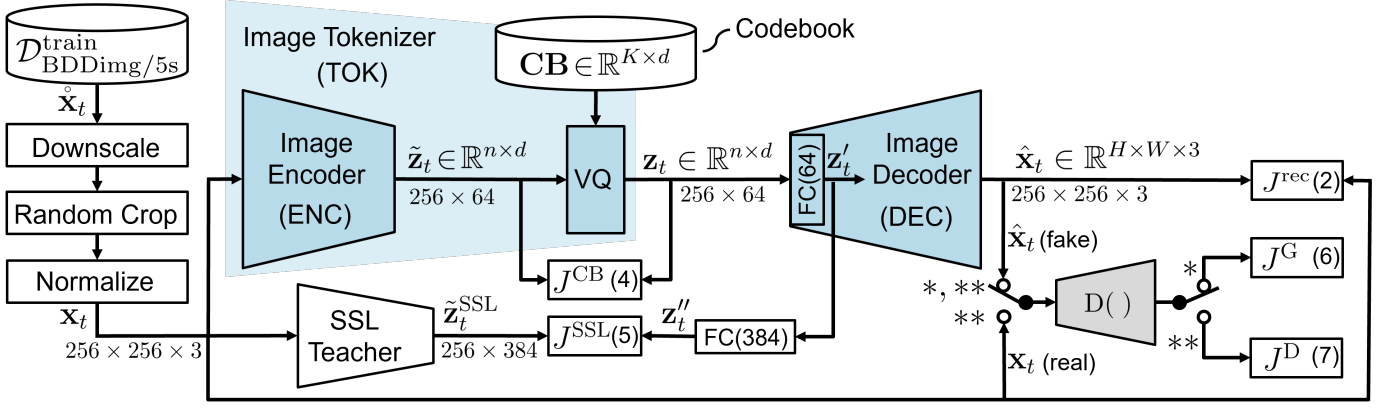 𝒟^train_BDDimg/5s
x̊_t
Downscale
Random Crop
Normalize
x_t
256 × 256 × 3
Image Tokenizer
(TOK)
Image
Encoder
(ENC)
z̃_t ∈ ℝ^{n×d}
256 × 64
CB ∈ ℝ^{K×d}
Codebook
VQ
z_t ∈ ℝ^{n×d}
256 × 64
J^CB (4)
SSL
Teacher
z̃_t^SSL
256 × 384
J^SSL (5)
z''_t
FC(384)
FC(64)
z'_t
Image
Decoder
(DEC)
x̂_t ∈ ℝ^{H×W×3}
256 × 256 × 3
J^rec (2)
x̂_t (fake)
*, **
**
x_t (real)
D( )
*
**
J^G (6)
J^D (7)